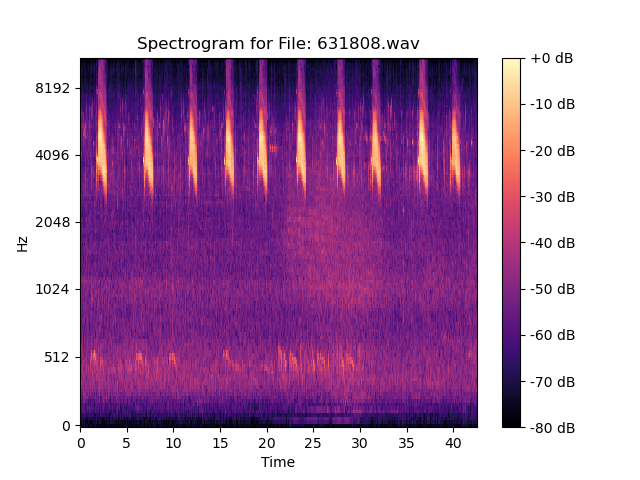 Spectrogram for File: 631808.wav
Hz
8192
4096
2048
1024
512
0
0 5 10 15 20 25 30 35 40
Time
+0 dB
-10 dB
-20 dB
-30 dB
-40 dB
-50 dB
-60 dB
-70 dB
-80 dB